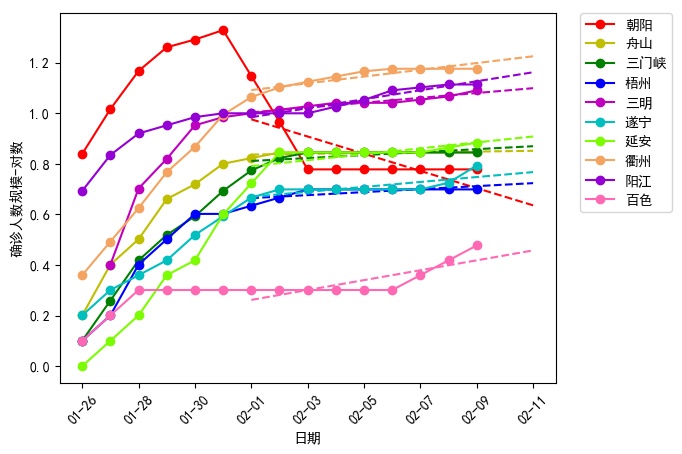 朝阳
舟山
三门峡
梧州
三明
遂宁
延安
衢州
阳江
百色
确诊人数规模-对数
1.2
1.0
0.8
0.6
0.4
0.2
0.0
01-26
01-28
01-30
02-01
02-03
02-05
02-07
02-09
02-11
日期